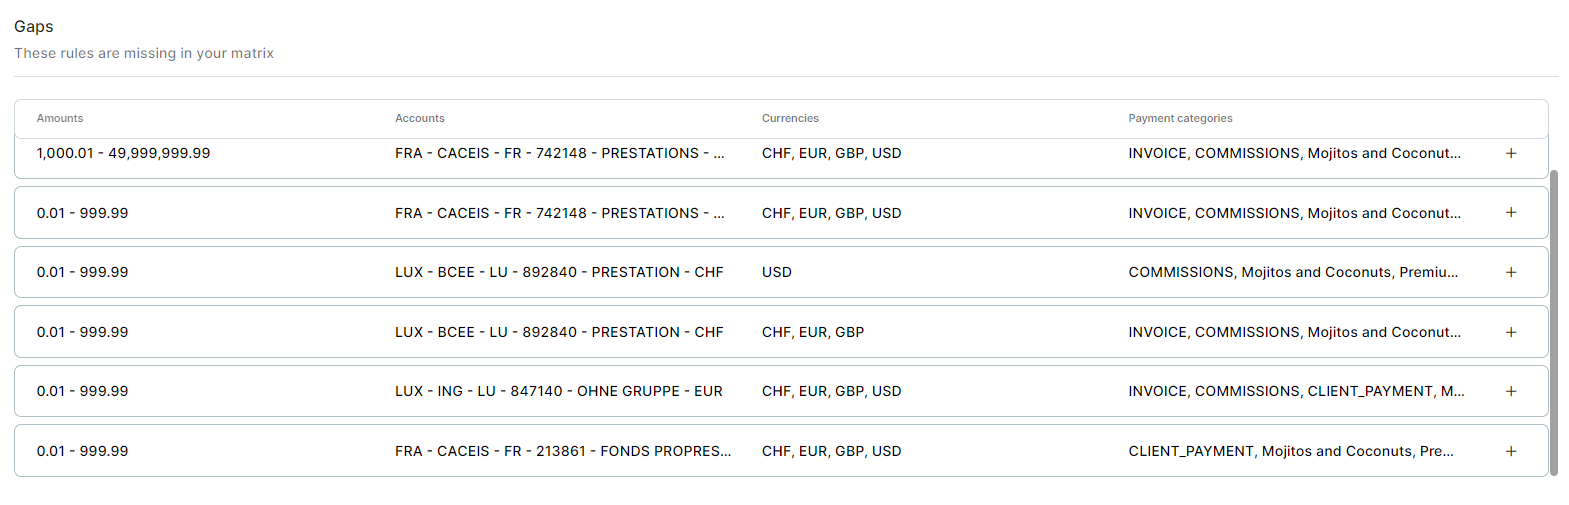 Gaps
These rules are missing in your matrix
Amounts Accounts Currencies Payment categories
1,000.01 - 49,999,999.99 FRA - CACEIS - FR - 742148 - PRESTATIONS - ... CHF, EUR, GBP, USD INVOICE, COMMISSIONS, Mojitos and Coconut... +
0.01 - 999.99 FRA - CACEIS - FR - 742148 - PRESTATIONS - ... CHF, EUR, GBP, USD INVOICE, COMMISSIONS, Mojitos and Coconut... +
0.01 - 999.99 LUX - BCEE - LU - 892840 - PRESTATION - CHF USD COMMISSIONS, Mojitos and Coconuts, Premiu... +
0.01 - 999.99 LUX - BCEE - LU - 892840 - PRESTATION - CHF CHF, EUR, GBP INVOICE, COMMISSIONS, Mojitos and Coconut... +
0.01 - 999.99 LUX - ING - LU - 847140 - OHNE GRUPPE - EUR CHF, EUR, GBP, USD INVOICE, COMMISSIONS, CLIENT_PAYMENT, M... +
0.01 - 999.99 FRA - CACEIS - FR - 213861 - FONDS PROPRES... CHF, EUR, GBP, USD CLIENT_PAYMENT, Mojitos and Coconuts, Pre... +